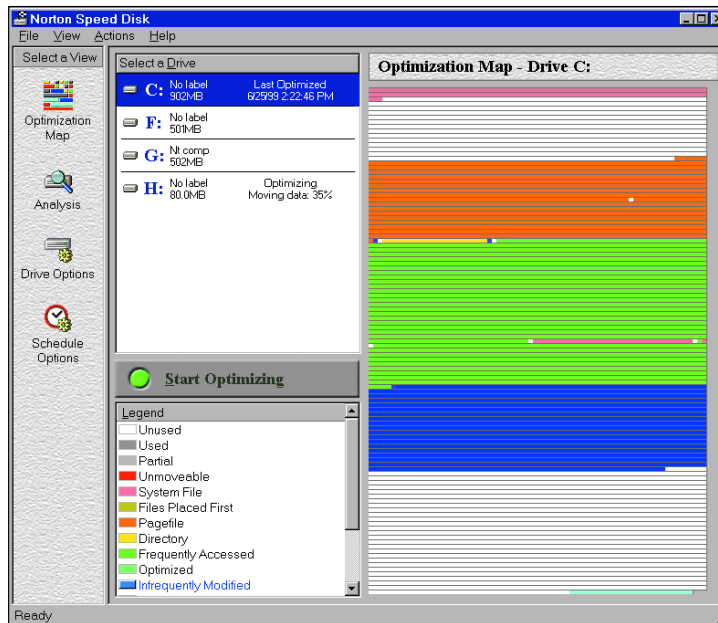 Norton Speed Disk
File View Actions Help
Select a View
Optimization
Map
Analysis
Drive Options
Schedule
Options
Select a Drive
C: No label Last Optimized
902MB 6/25/99 2:22:46 PM
F: No label
501MB
G: Nt comp
502MB
H: No label Optimizing
80.0MB Moving data: 35%
Start Optimizing
Legend
Unused
Used
Partial
Unmoveable
System File
Files Placed First
Pagefile
Directory
Frequently Accessed
Optimized
Infrequently Modified
Optimization Map - Drive C:
Ready